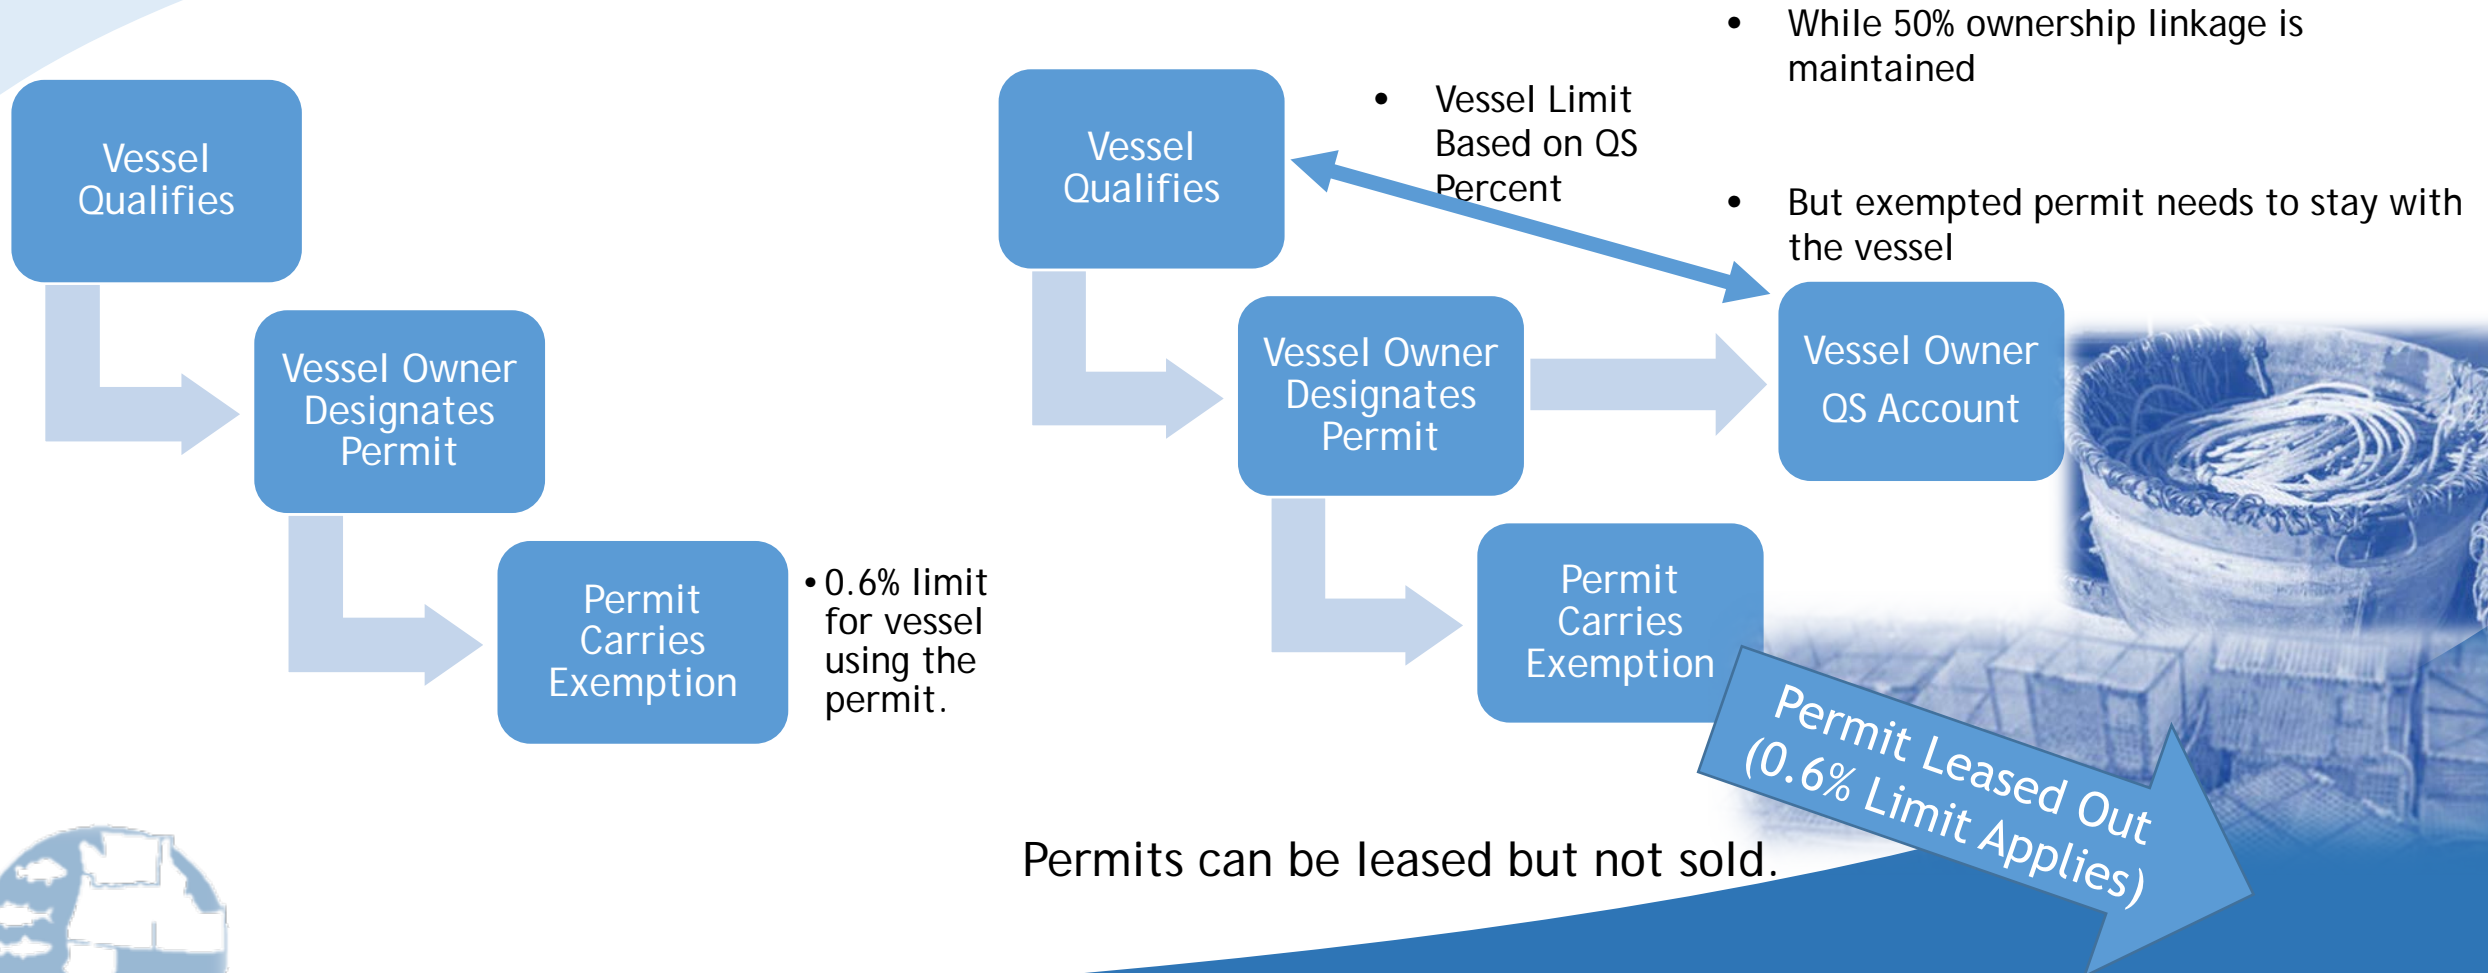 Vessel
Qualifies
Vessel Owner
Designates
Permit
Permit
Carries
Exemption
• 0.6% limit
for vessel
using the
permit.
Vessel
Qualifies
• Vessel Limit
Based on QS
Percent
• While 50% ownership linkage is
maintained
• But exempted permit needs to stay with
the vessel
Vessel Owner
Designates
Permit
Vessel Owner
QS Account
Permit
Carries
Exemption
Permit Leased Out
(0.6% Limit Applies)
Permits can be leased but not sold.